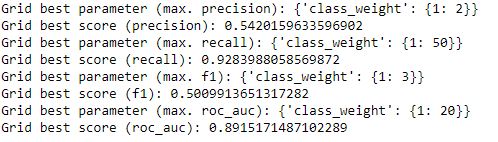 Grid best parameter (max. precision): {'class_weight': {1: 2}}
Grid best score (precision): 0.5420159633596902
Grid best parameter (max. recall): {'class_weight': {1: 50}}
Grid best score (recall): 0.9283988058569872
Grid best parameter (max. f1): {'class_weight': {1: 3}}
Grid best score (f1): 0.5009913651317282
Grid best parameter (max. roc_auc): {'class_weight': {1: 20}}
Grid best score (roc_auc): 0.8915171487102289